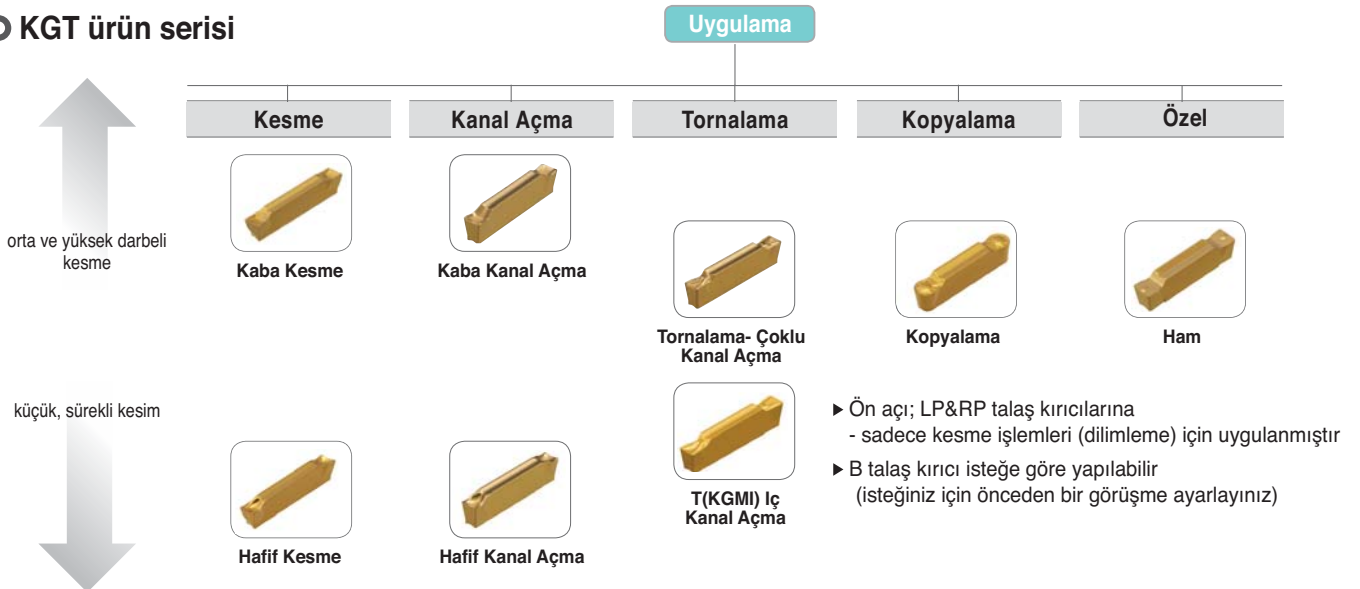 KGT ürün serisi
Uygulama
Kesme
Kanal Açma
Tornalama
Kopyalama
Özel
orta ve yüksek darbeli
kesme
Kaba Kesme
Kaba Kanal Açma
Tornalama- Çoklu
Kanal Açma
Kopyalama
Ham
küçük, sürekli kesim
Hafif Kesme
Hafif Kanal Açma
T(KGMI) Iç
Kanal Açma
▶ Ön açı; LP&RP talaş kırıcılarına
- sadece kesme işlemleri (dilimleme) için uygulanmıştır
▶ B talaş kırıcı isteğe göre yapılabilir
(isteğiniz için önceden bir görüşme ayarlayınız)